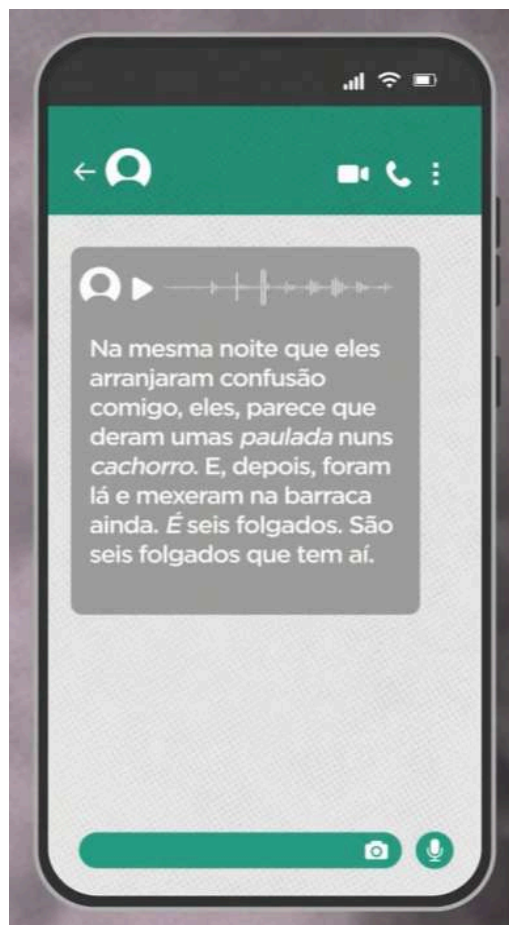 Na mesma noite que eles
arranjaram confusão
comigo, eles, parece que
deram umas paulada nuns
cachorro. E, depois, foram
lá e mexeram na barraca
ainda. É seis folgados. São
seis folgados que tem aí.